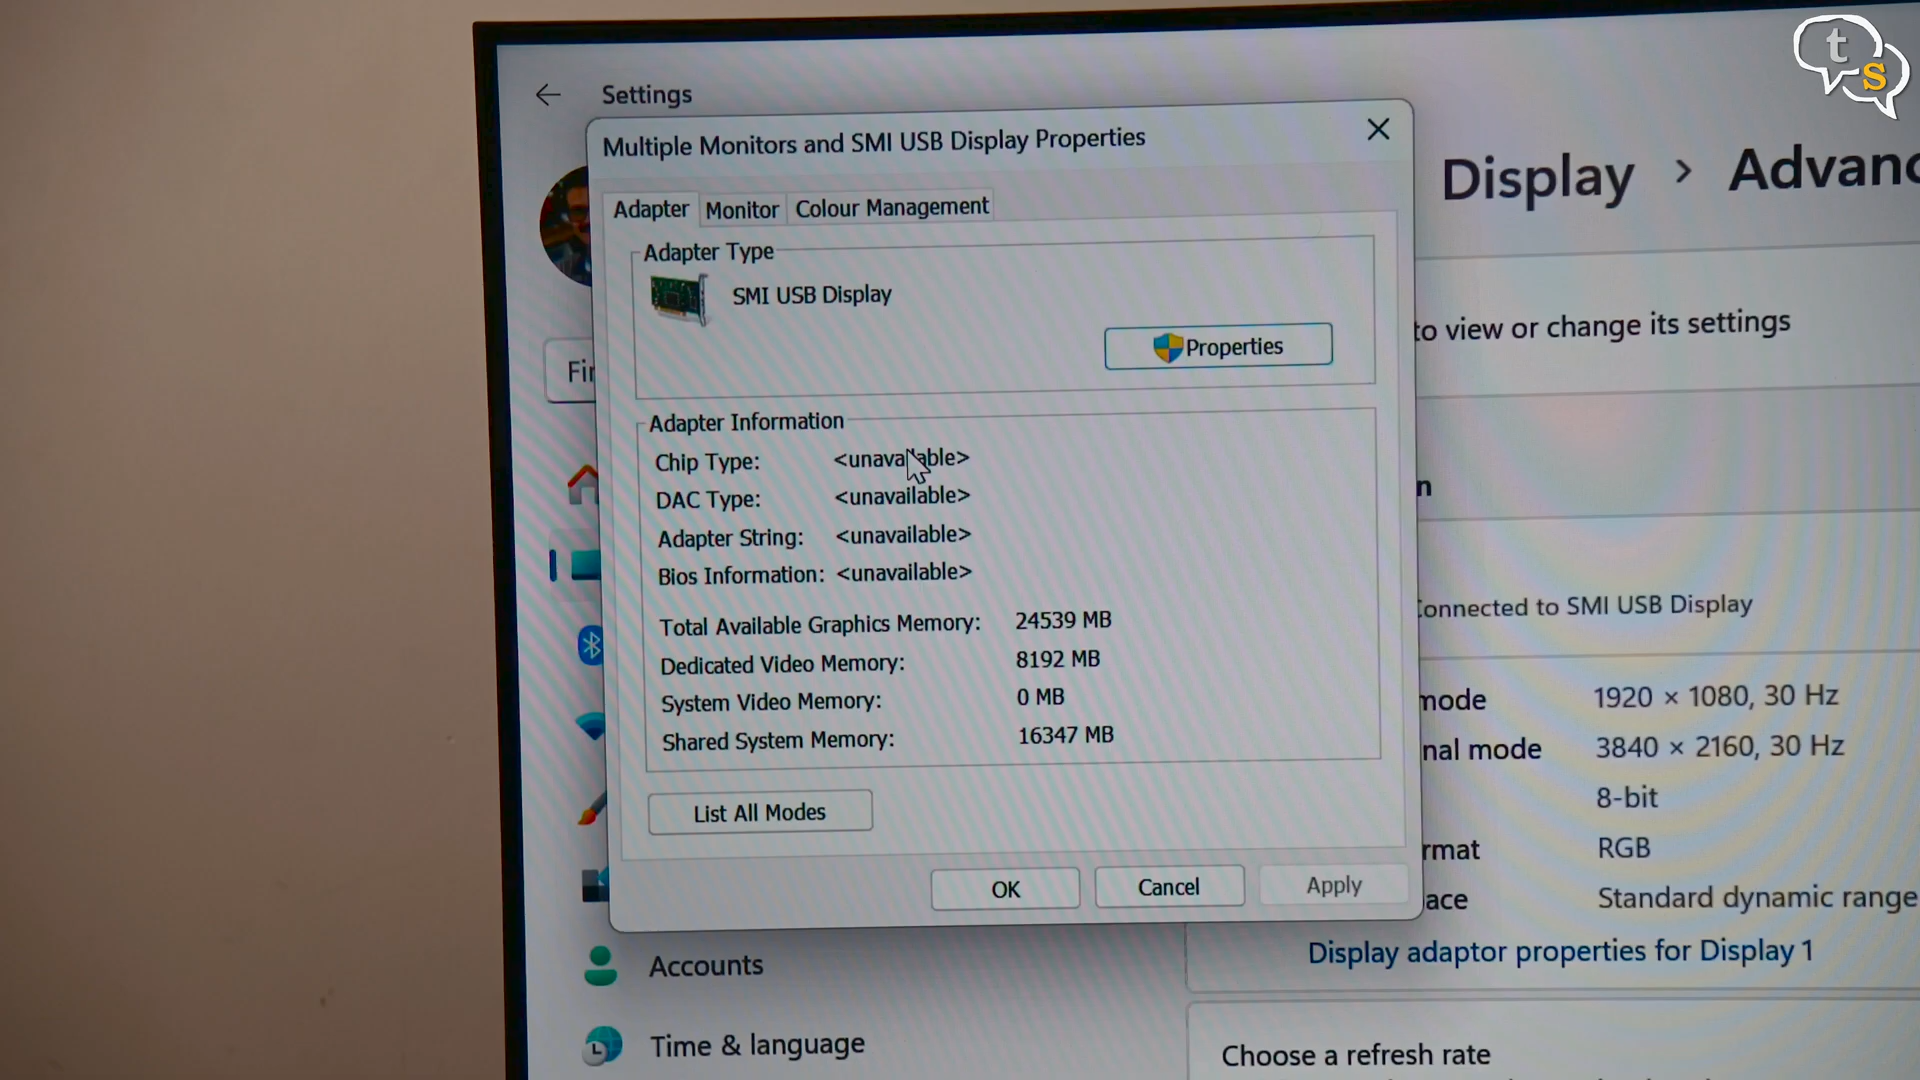 t
s
Settings
Multiple Monitors and SMI USB Display Properties
Display > Advanc
Adapter
Monitor
Colour Management
Adapter Type
SMI USB Display
Properties
to view or change its settings
Fin
Adapter Information
Chip Type: <unavailable>
DAC Type: <unavailable>
Adapter String: <unavailable>
Bios Information: <unavailable>
n
Total Available Graphics Memory: 24539 MB
Dedicated Video Memory: 8192 MB
System Video Memory: 0 MB
Shared System Memory: 16347 MB
Connected to SMI USB Display
mode 1920 × 1080, 30 Hz
nal mode 3840 × 2160, 30 Hz
8-bit
rmat RGB
ace Standard dynamic range
List All Modes
OK
Cancel
Apply
Display adaptor properties for Display 1
Accounts
Time & language
Choose a refresh rate